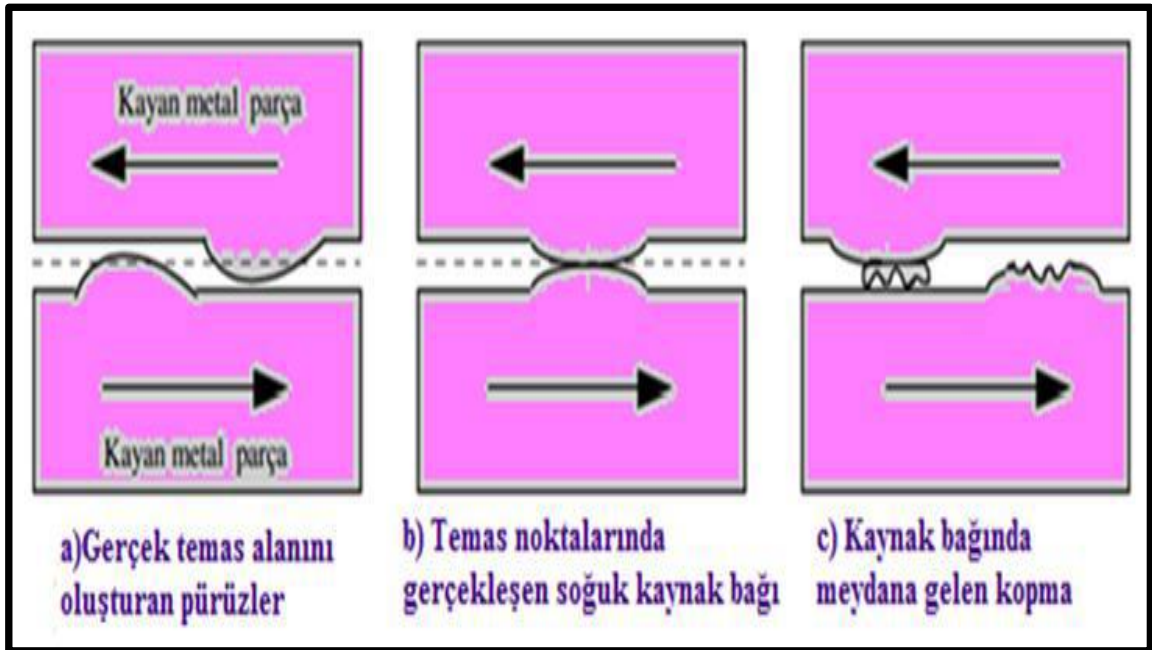 Kayan metal parça
Kayan metal parça
a)Gerçek temas alanını
oluşturan pürüzler
b) Temas noktalarında
gerçekleşen soğuk kaynak bağı
c) Kaynak bağında
meydana gelen kopma